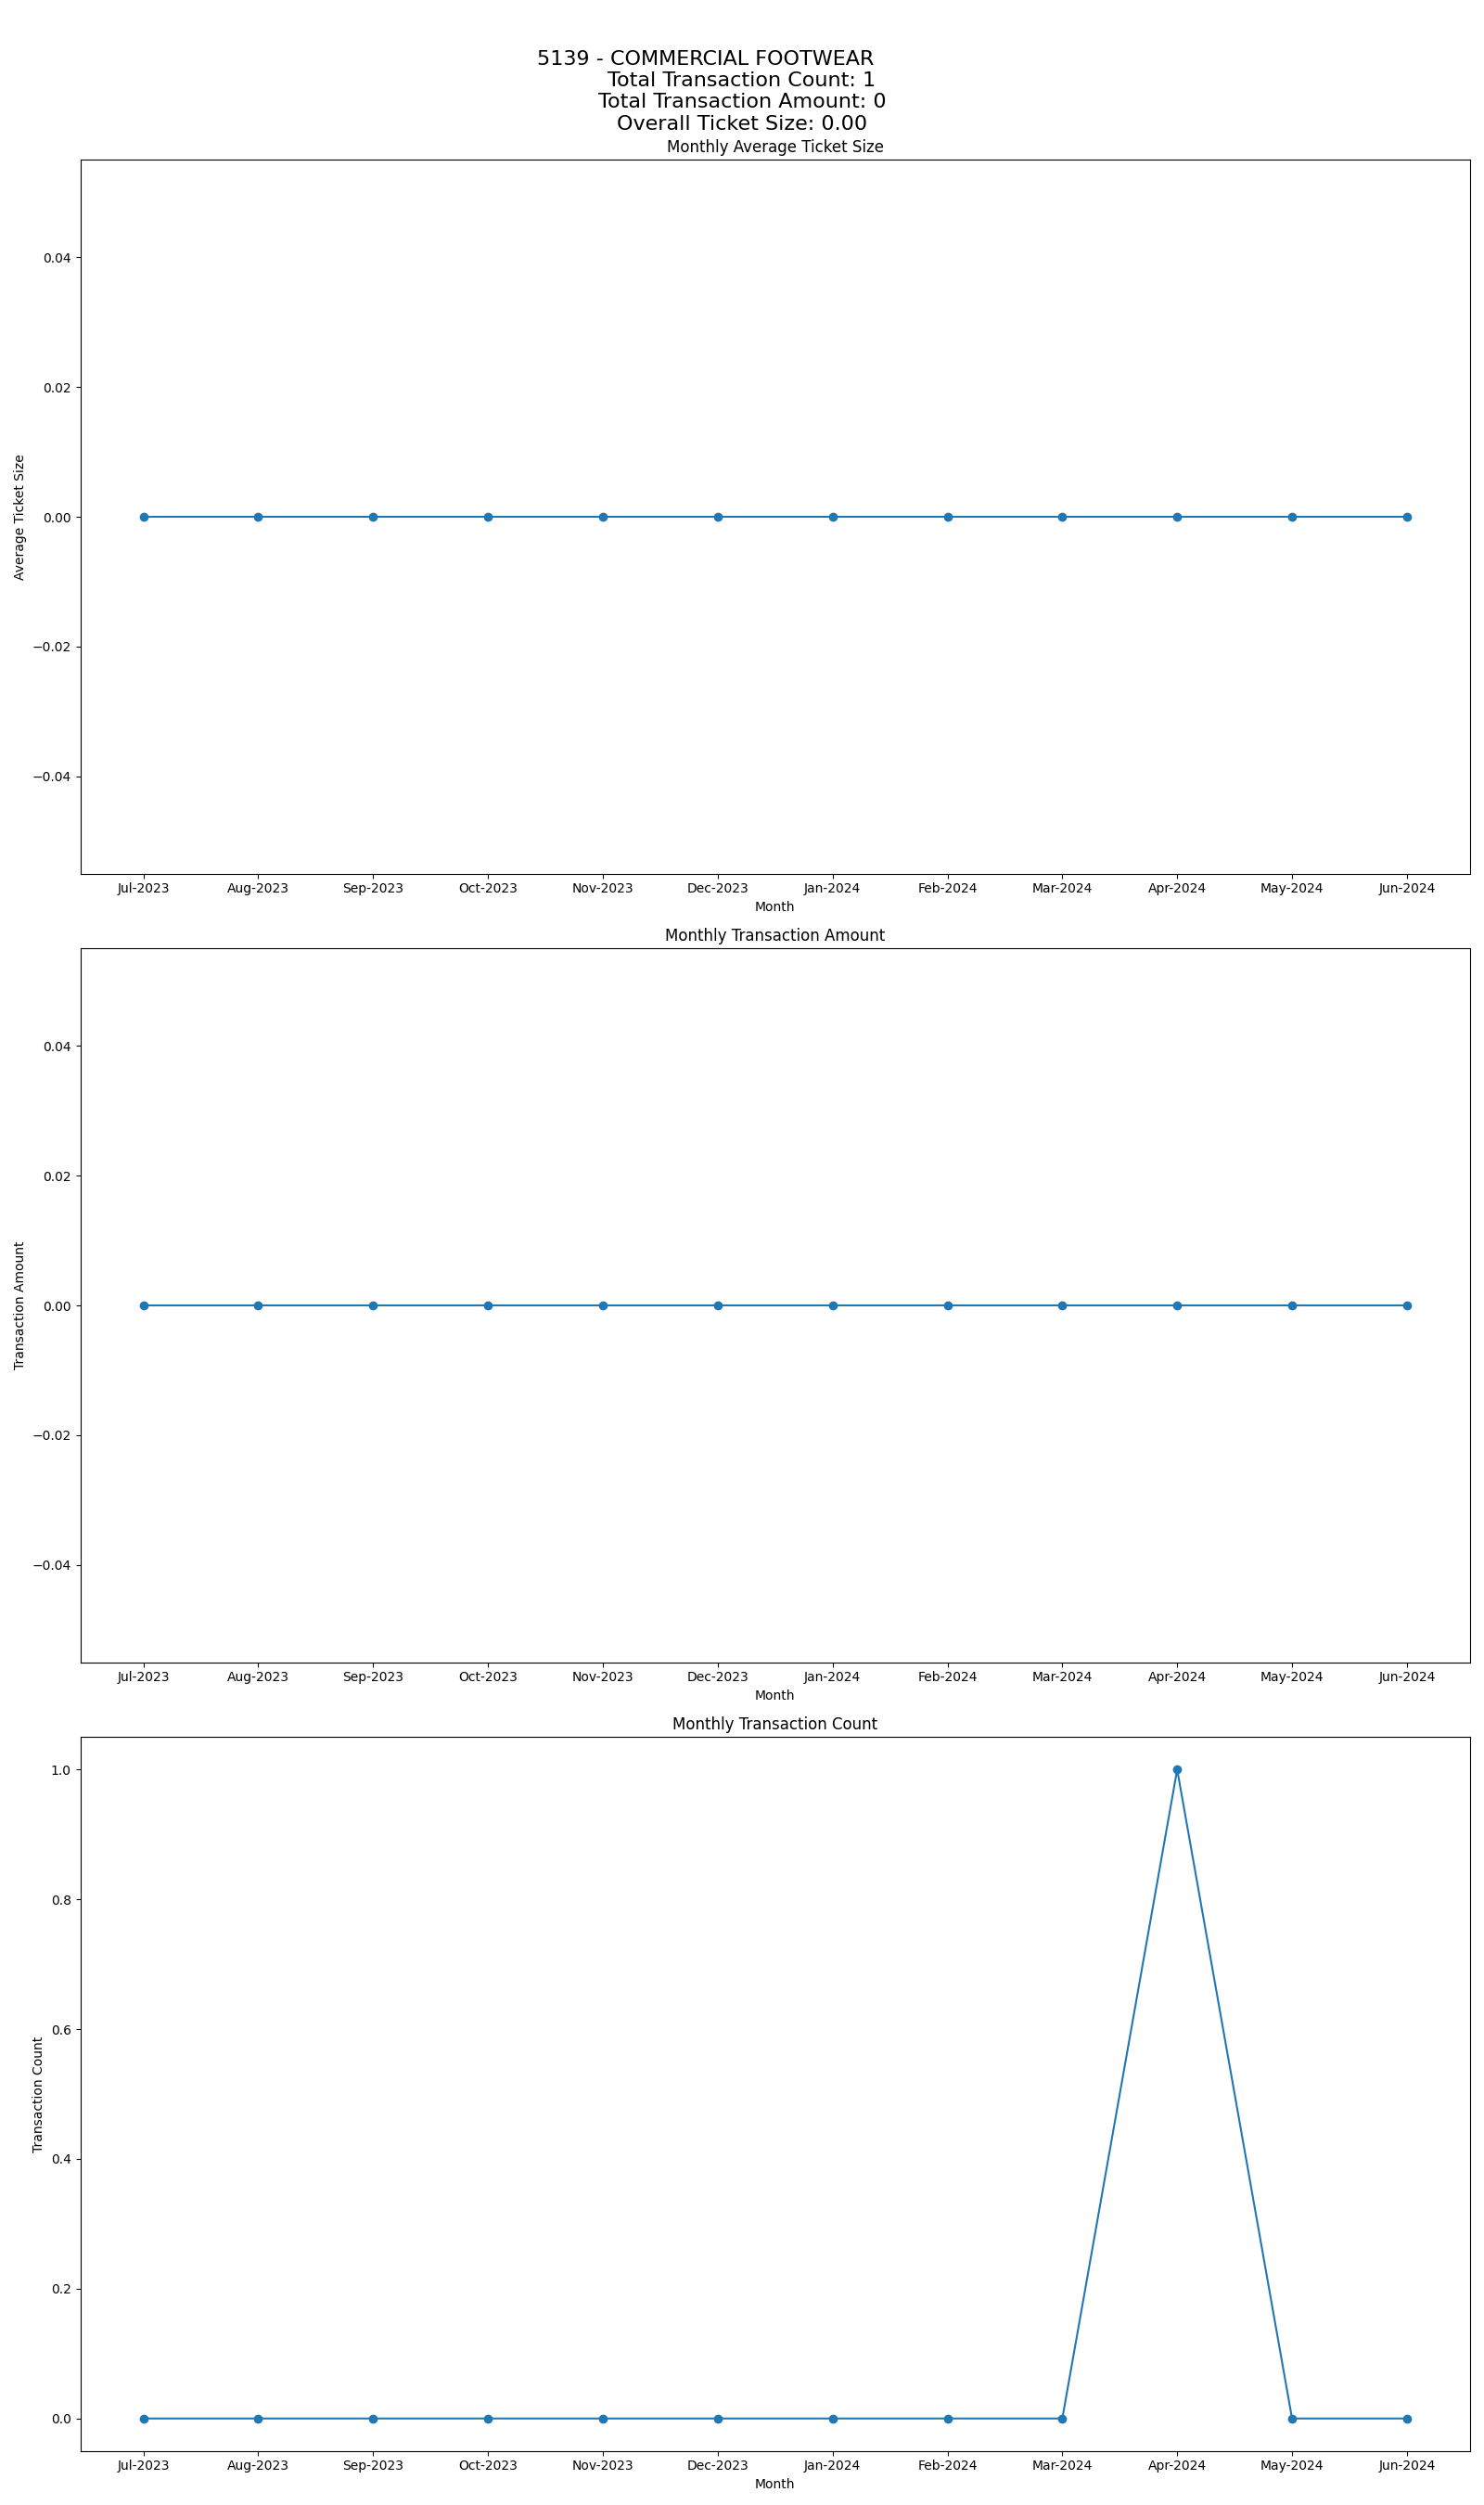 5139 - COMMERCIAL FOOTWEAR
Total Transaction Count: 1
Total Transaction Amount: 0
Overall Ticket Size: 0.00
Monthly Average Ticket Size
0.04
0.02
0.00
−0.02
−0.04
Average Ticket Size
Jul-2023 Aug-2023 Sep-2023 Oct-2023 Nov-2023 Dec-2023 Jan-2024 Feb-2024 Mar-2024 Apr-2024 May-2024 Jun-2024
Month
Monthly Transaction Amount
0.04
0.02
0.00
−0.02
−0.04
Transaction Amount
Jul-2023 Aug-2023 Sep-2023 Oct-2023 Nov-2023 Dec-2023 Jan-2024 Feb-2024 Mar-2024 Apr-2024 May-2024 Jun-2024
Month
Monthly Transaction Count
1.0
0.8
0.6
0.4
0.2
0.0
Transaction Count
Jul-2023 Aug-2023 Sep-2023 Oct-2023 Nov-2023 Dec-2023 Jan-2024 Feb-2024 Mar-2024 Apr-2024 May-2024 Jun-2024
Month